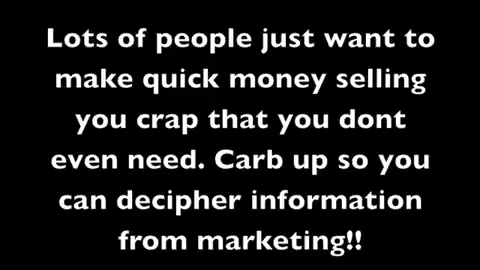 Lots of people just want to
make quick money selling
you crap that you dont
even need. Carb up so you
can decipher information
from marketing!!